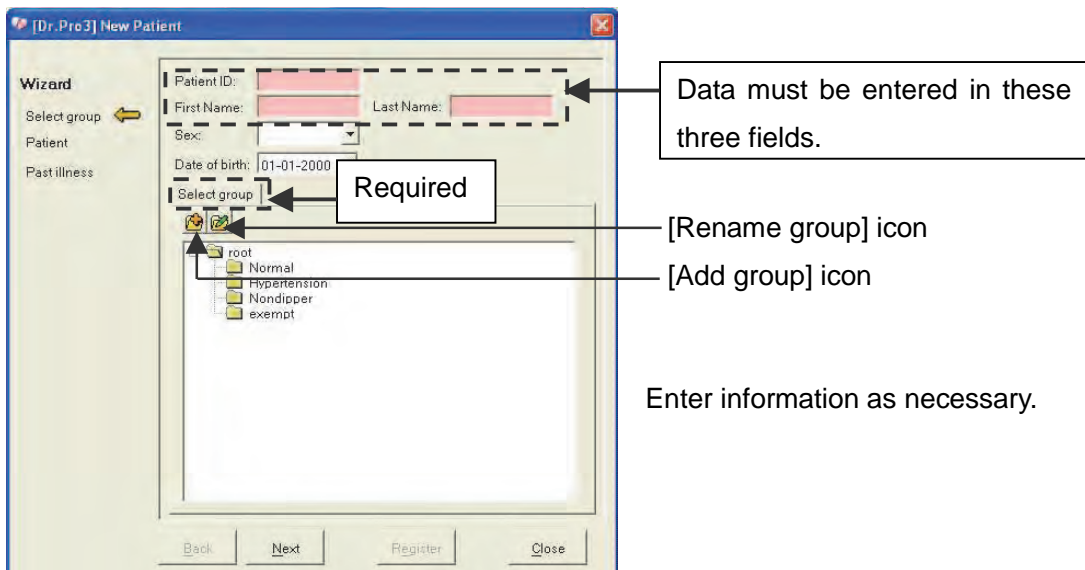 [Dr.Pro3] New Patient
Wizard
Select group
Patient
Past illness
Patient ID:
First Name: Last Name:
Sex:
Date of birth: 01-01-2000
Select group
Required
Data must be entered in these
three fields.
[Rename group] icon
[Add group] icon
root
Normal
Hypertension
Nondipper
exempt
Enter information as necessary.
Back Next Register Close